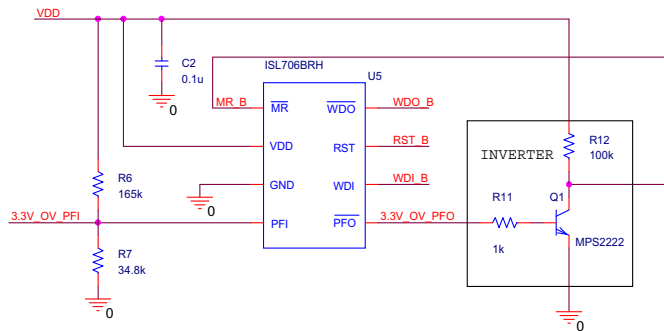 VDD
ISL706BRH
C2
U5
0.1u
0
MR_B
MR
WDO
WDO_B
R12
INVERTER
100k
VDD
RST
RST_B
R6
GND
WDI
WDI_B
165k
R11
Q1
0
3.3V_OV_PFI
PFI
PFO
3.3V_OV_PFO
R7
1k
MPS2222
34.8k
0
0